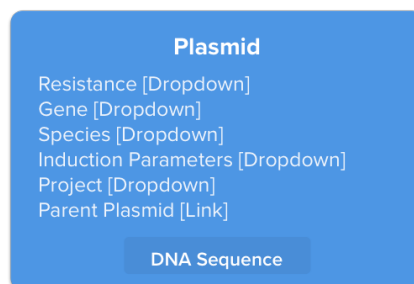 Plasmid
Resistance [Dropdown]
Gene [Dropdown]
Species [Dropdown]
Induction Parameters [Dropdown]
Project [Dropdown]
Parent Plasmid [Link]
DNA Sequence